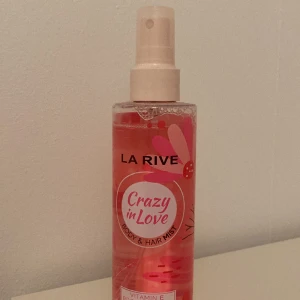 LA RIVE
Crazy
in Love
BODY & HAIR MIST
VITAMIN E